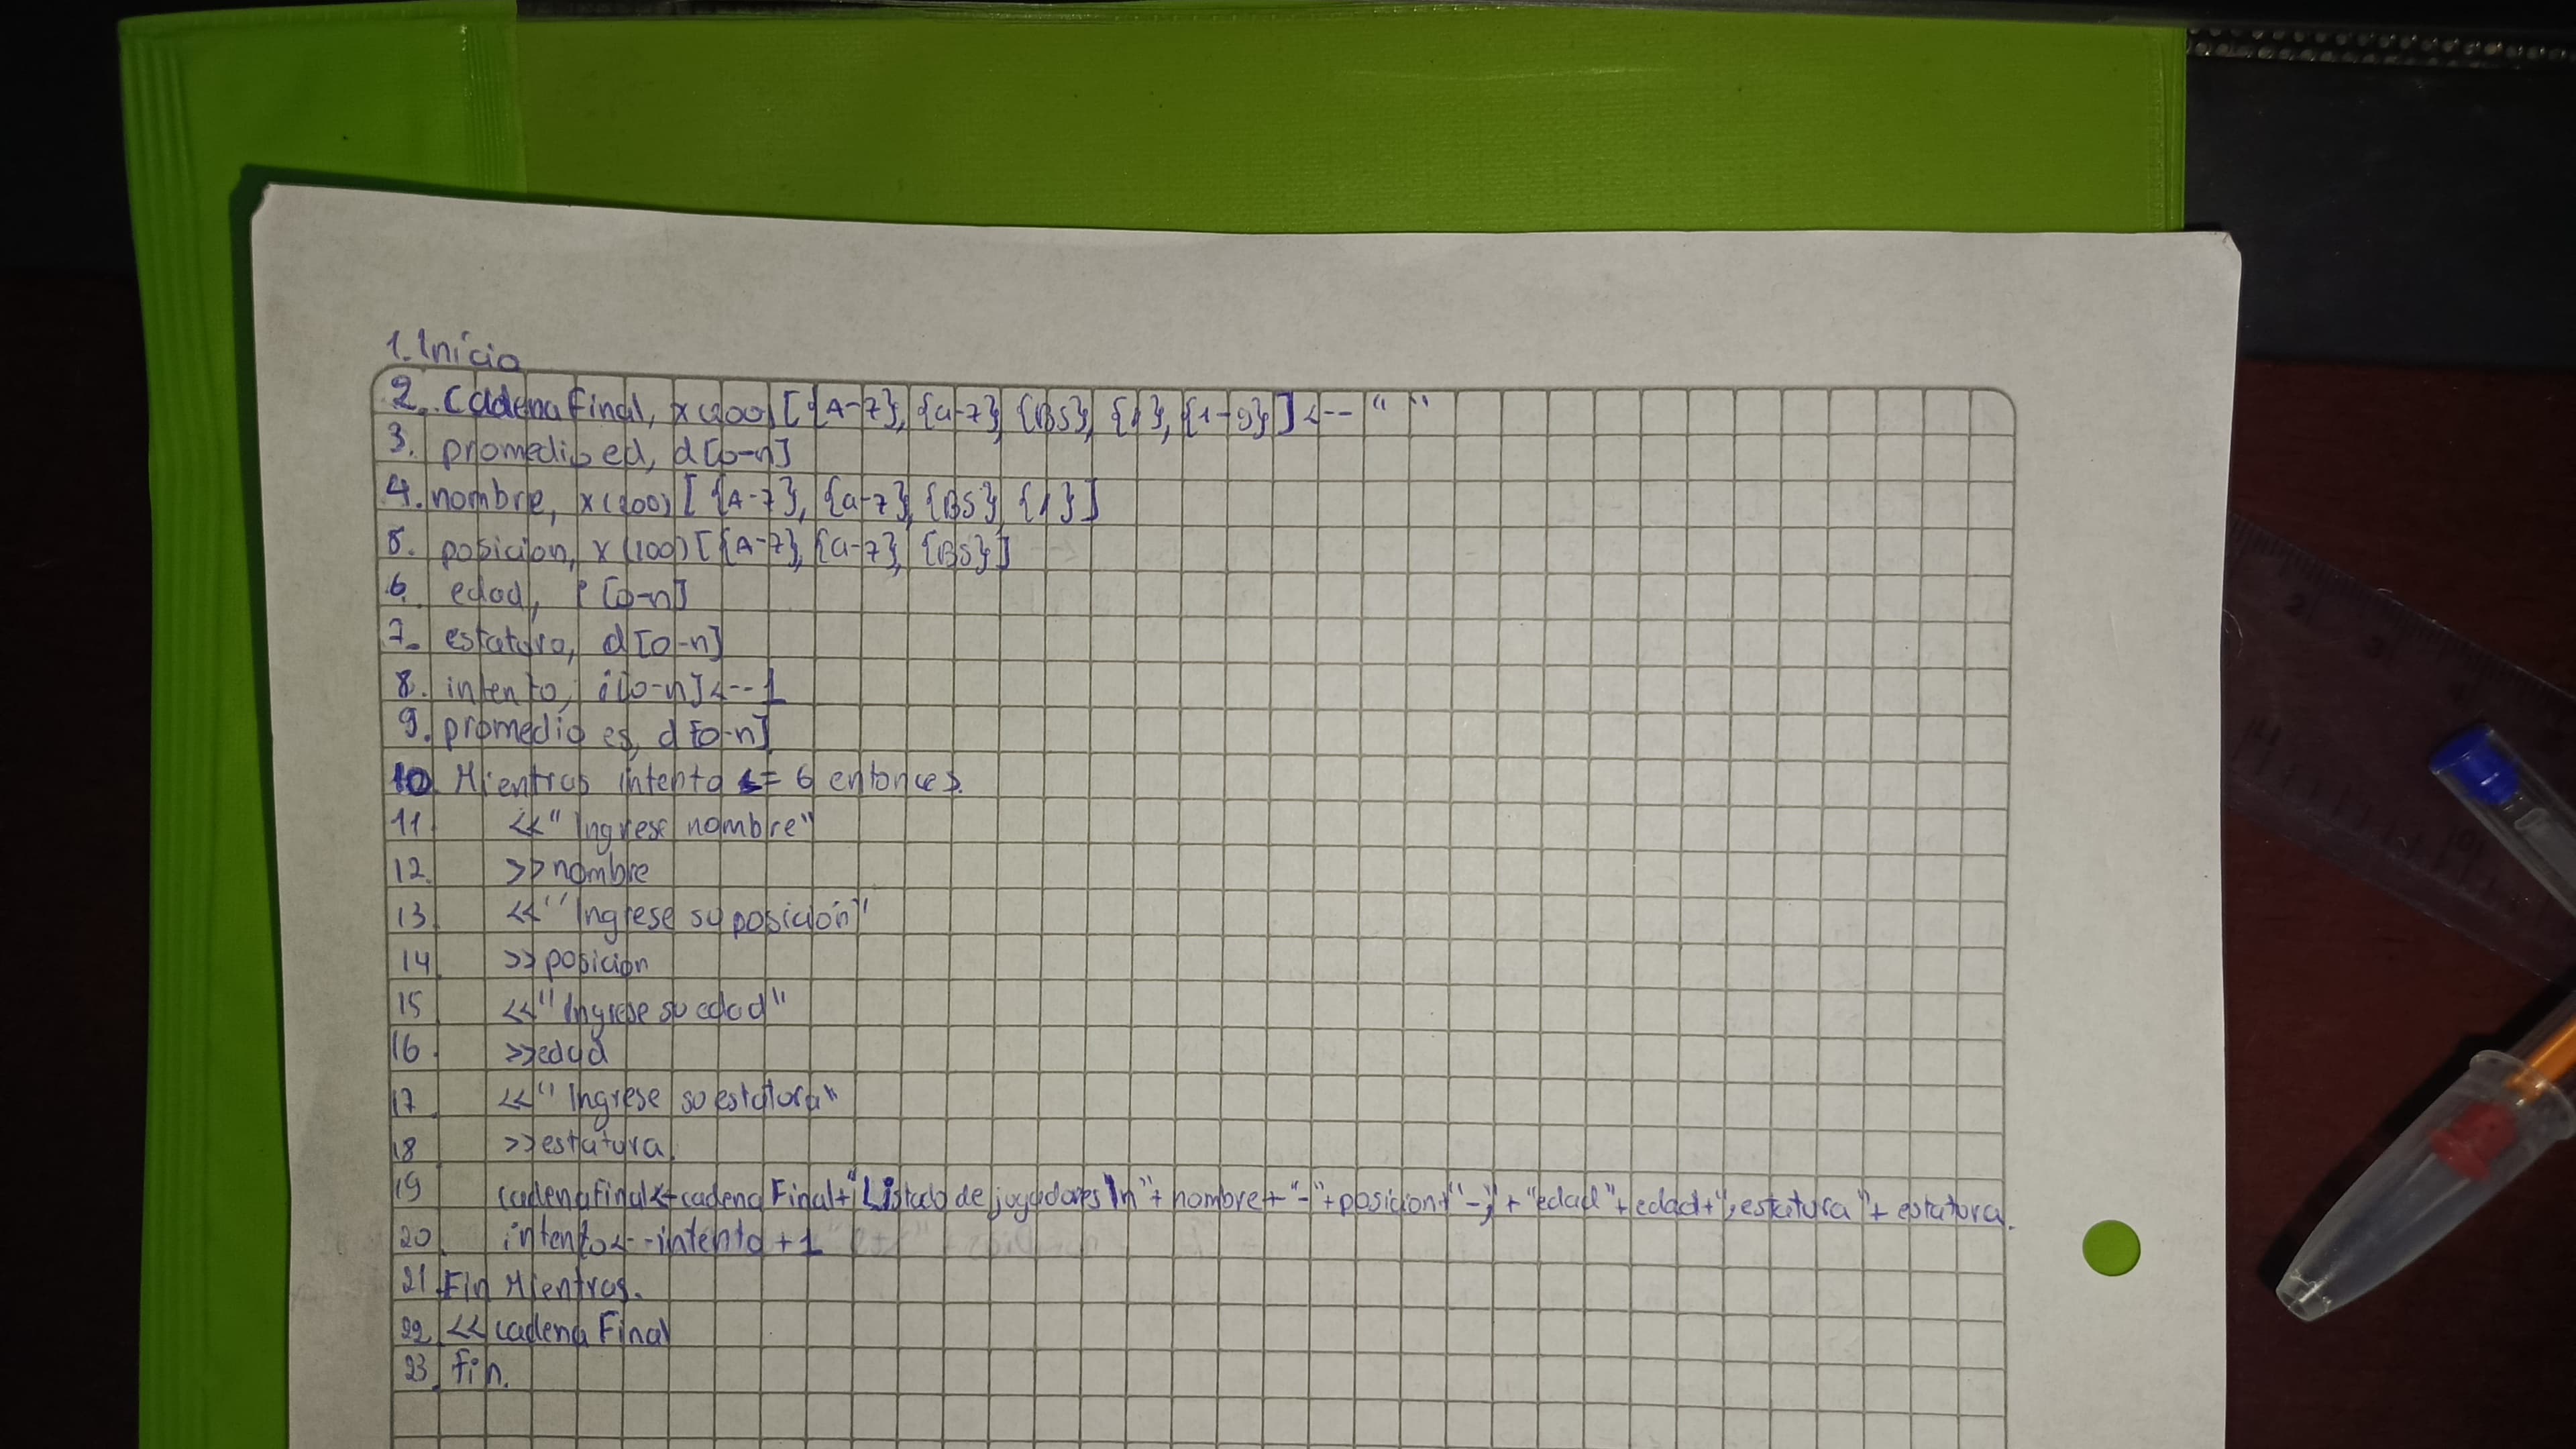 1. Inicio
2. Cadena Final, x(200) [{A-Z}, {a-z}, {BS}, {1}, {1-9}] <-- " "
3. promedio ed, d[0-n]
4. nombre, x(200) [{A-Z}, {a-z}, {BS}, {1}]
5. posicion, x(100) [{A-Z}, {a-z}, {BS}]
6. edad, i [0-n]
7. estatura, d [0-n]
8. intento, i[0-n] <-- 1
9. promedio es, d [0-n]
10. Mientras intento <= 6 entonces.
11 <<" Ingrese nombre"
12. >> nombre
13 <<" Ingrese su posición"
14 >> posicion
15 <<" Ingrese su edad"
16. >> edad
17. <<" Ingrese su estatura"
18 >> estatura.
19 cadenaFinal <-- cadena Final + "Listado de jugadores \n" + nombre + "-" + posicion + "-;" + "edad" + edad + "; estatura" + estatura.
20. intento <-- intento + 1
21. Fin Mientras.
22. << cadena Final
23. fin.